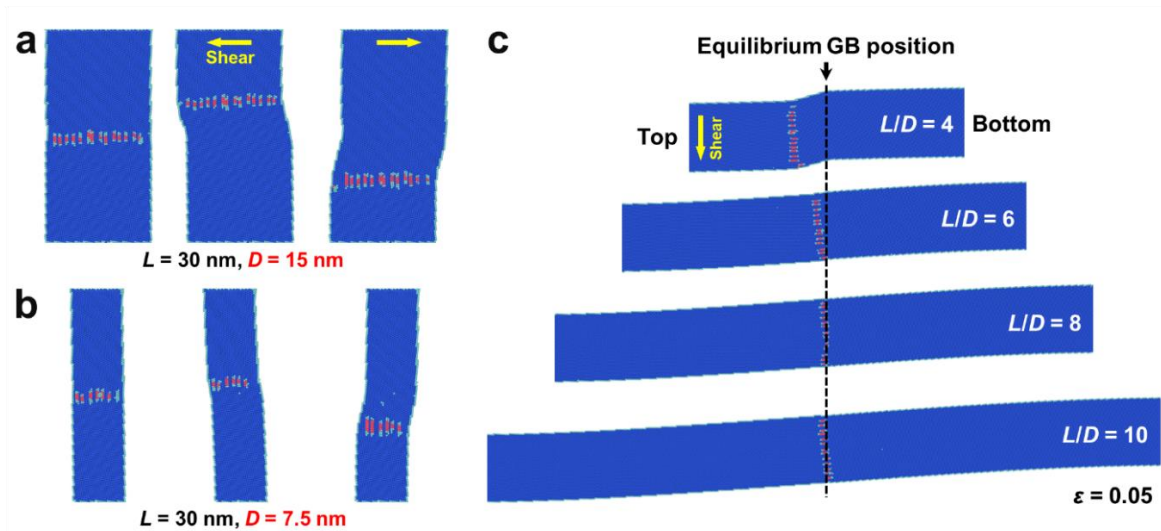 a
Shear
L = 30 nm, D = 15 nm
b
L = 30 nm, D = 7.5 nm
c
Equilibrium GB position
Top
Shear
L/D = 4
Bottom
L/D = 6
L/D = 8
L/D = 10
ε = 0.05